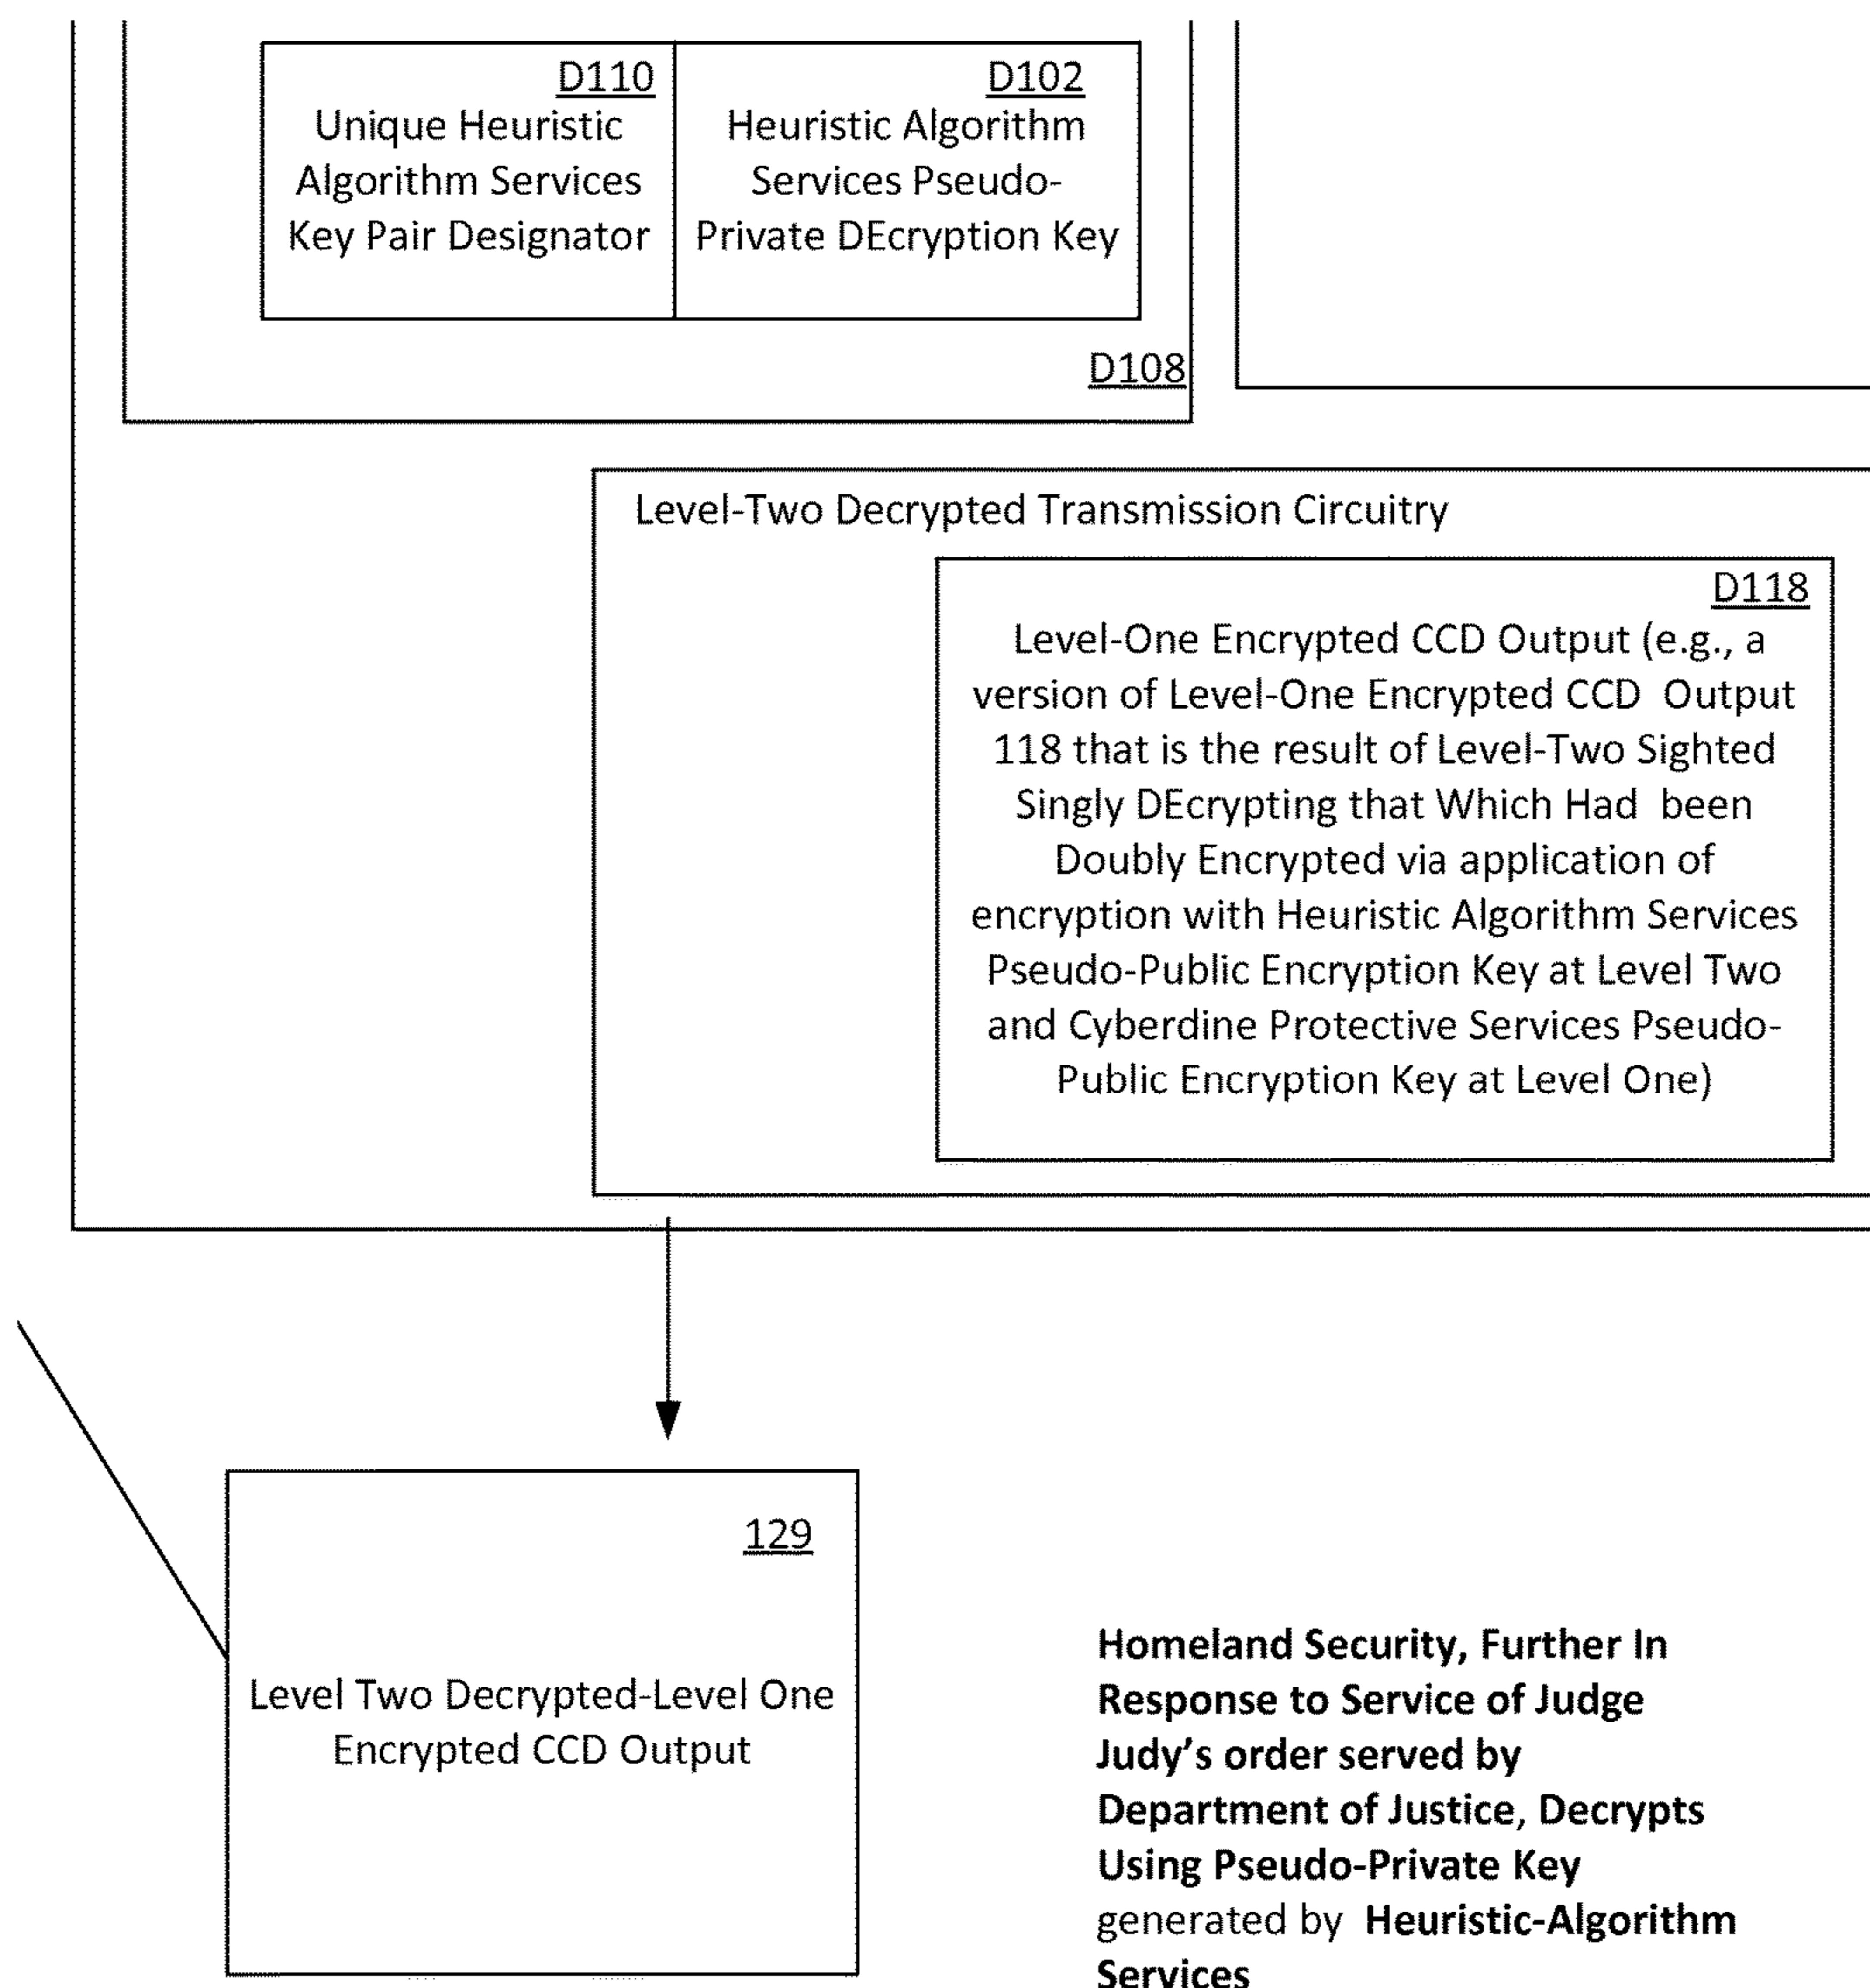 D110
Unique Heuristic
Algorithm Services
Key Pair Designator
D102
Heuristic Algorithm
Services Pseudo-
Private DEcryption Key
D108
Level-Two Decrypted Transmission Circuitry
D118
Level-One Encrypted CCD Output (e.g., a
version of Level-One Encrypted CCD  Output
118 that is the result of Level-Two Sighted
Singly DEcrypting that Which Had  been
Doubly Encrypted via application of
encryption with Heuristic Algorithm Services
Pseudo-Public Encryption Key at Level Two
and Cyberdine Protective Services Pseudo-
Public Encryption Key at Level One)
129
Level Two Decrypted-Level One
Encrypted CCD Output
Homeland Security, Further In
Response to Service of Judge
Judy's order served by
Department of Justice, Decrypts
Using Pseudo-Private Key
generated by  Heuristic-Algorithm
Services